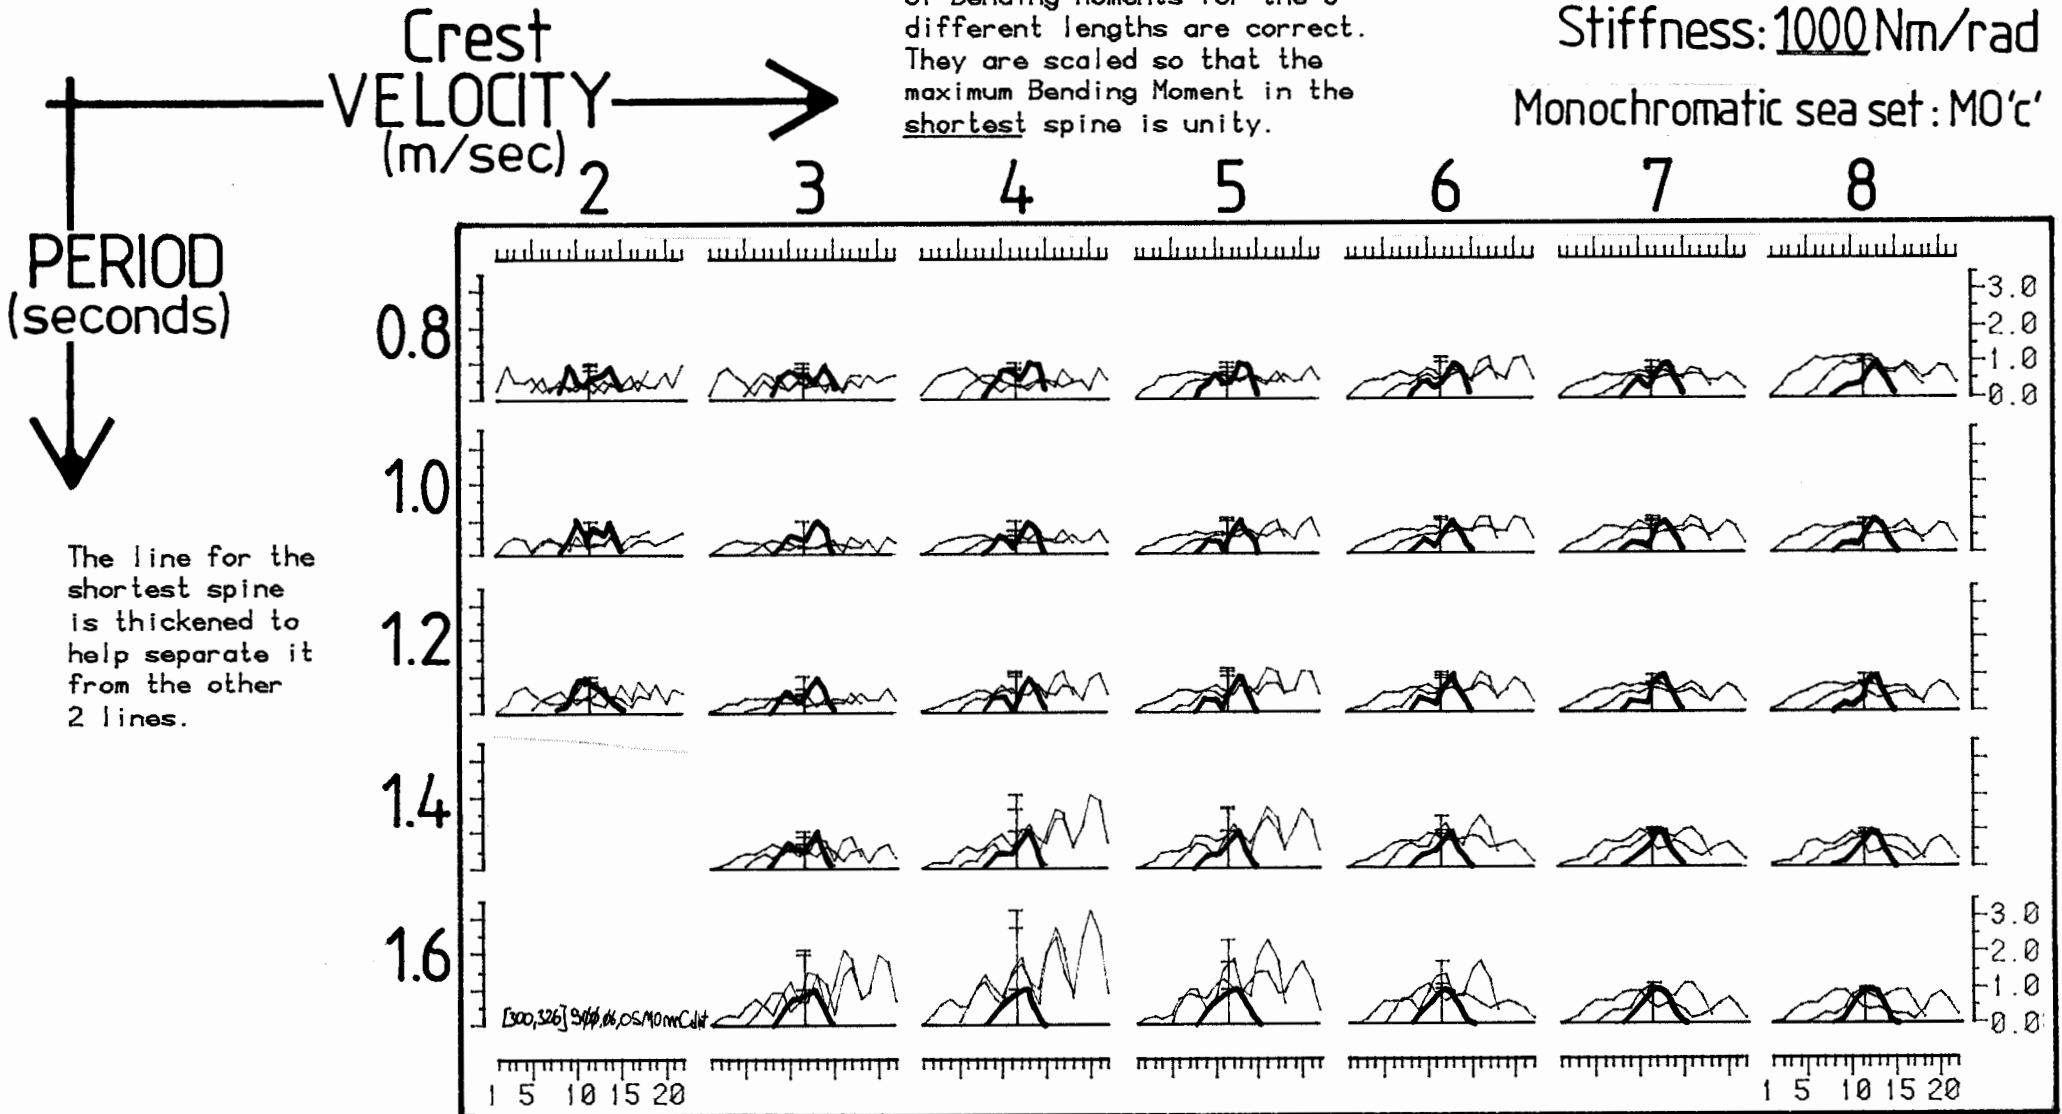 Crest
VELOCITY
(m/sec)
different lengths are correct.
They are scaled so that the
maximum Bending Moment in the
shortest spine is unity.
Stiffness: 1000 Nm/rad
Monochromatic sea set: MO'c'
2 3 4 5 6 7 8
PERIOD
(seconds)
0.8
1.0
1.2
1.4
1.6
The line for the
shortest spine
is thickened to
help separate it
from the other
2 lines.
3.0
2.0
1.0
0.0
3.0
2.0
1.0
0.0
1 5 10 15 20
1 5 10 15 20